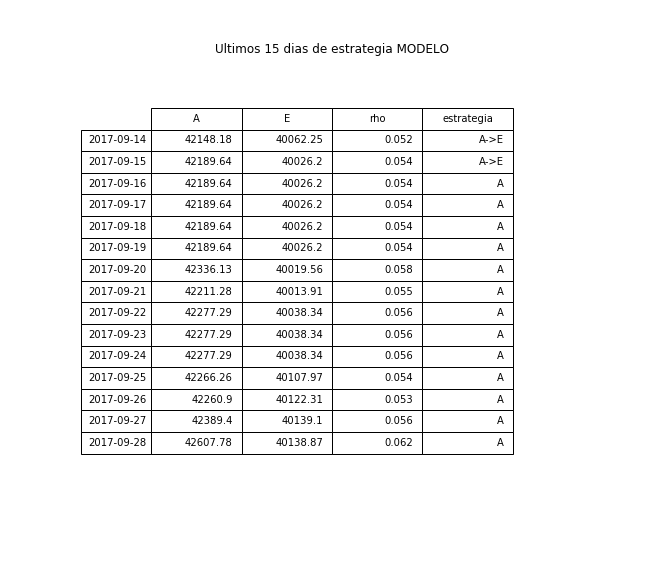 Ultimos 15 dias de estrategia MODELO
A E rho estrategia
2017-09-14 42148.18 40062.25 0.052 A->E
2017-09-15 42189.64 40026.2 0.054 A->E
2017-09-16 42189.64 40026.2 0.054 A
2017-09-17 42189.64 40026.2 0.054 A
2017-09-18 42189.64 40026.2 0.054 A
2017-09-19 42189.64 40026.2 0.054 A
2017-09-20 42336.13 40019.56 0.058 A
2017-09-21 42211.28 40013.91 0.055 A
2017-09-22 42277.29 40038.34 0.056 A
2017-09-23 42277.29 40038.34 0.056 A
2017-09-24 42277.29 40038.34 0.056 A
2017-09-25 42266.26 40107.97 0.054 A
2017-09-26 42260.9 40122.31 0.053 A
2017-09-27 42389.4 40139.1 0.056 A
2017-09-28 42607.78 40138.87 0.062 A